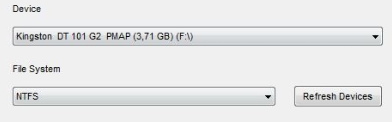 Device
Kingston DT 101 G2 PMAP (3,71 GB) (F:\)
File System
NTFS
Refresh Devices